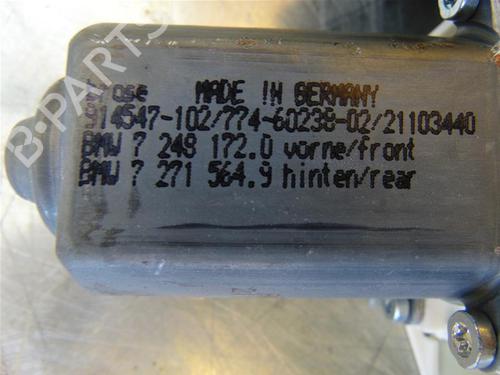 brose MADE IN GERMANY
914547-102/774-60238-02/21103440
BMW 7 248 172.0 vorne/front
BMW 7 271 564.9 hinten/rear
B-PARTS